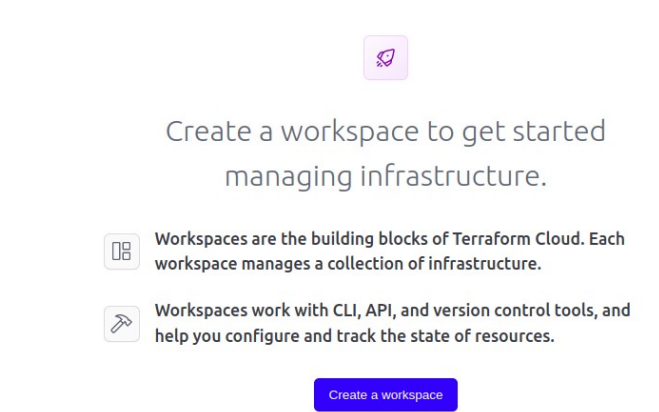 Create a workspace to get started
managing infrastructure.
Workspaces are the building blocks of Terraform Cloud. Each
workspace manages a collection of infrastructure.
Workspaces work with CLI, API, and version control tools, and
help you configure and track the state of resources.
Create a workspace